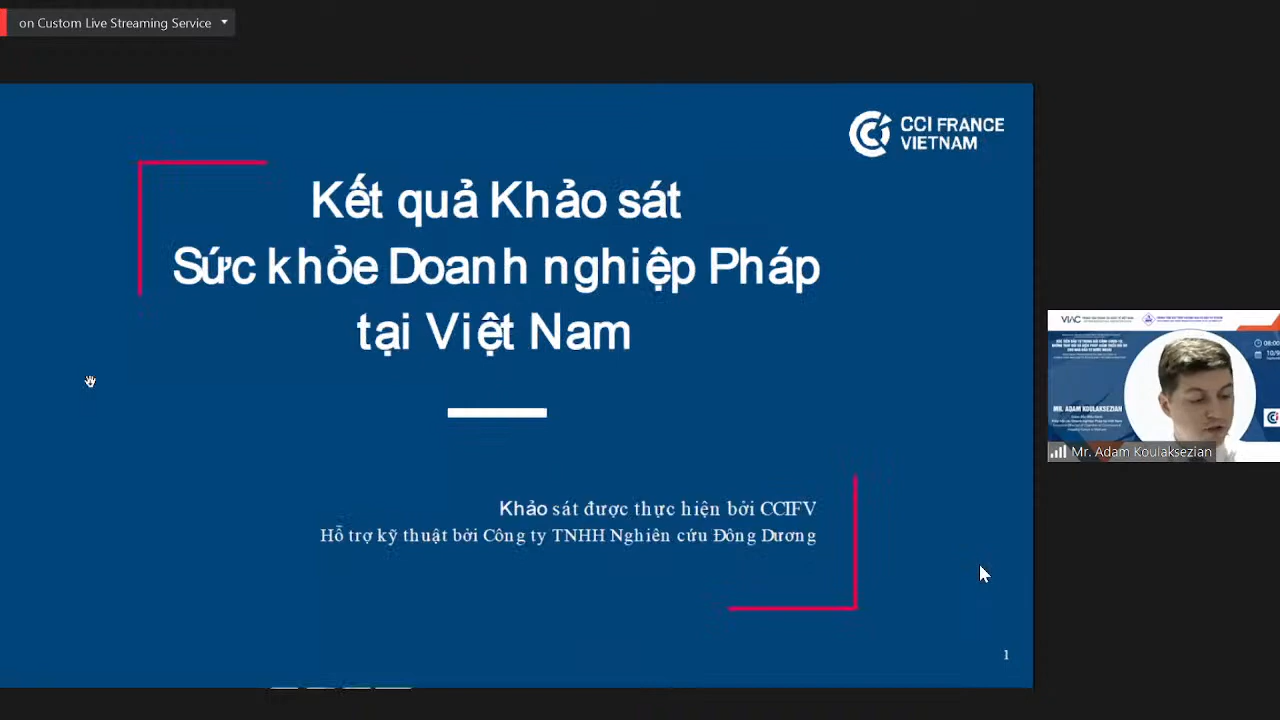 on Custom Live Streaming Service
CCI FRANCE
VIETNAM
Kết quả Khảo sát
Sức khỏe Doanh nghiệp Pháp
tại Việt Nam
Khảo sát được thực hiện bởi CCIFV
Hỗ trợ kỹ thuật bởi Công ty TNHH Nghiên cứu Đông Dương
1
VIAC
MR. ADAM KOULAKSEZIAN
Mr. Adam Koulaksezian